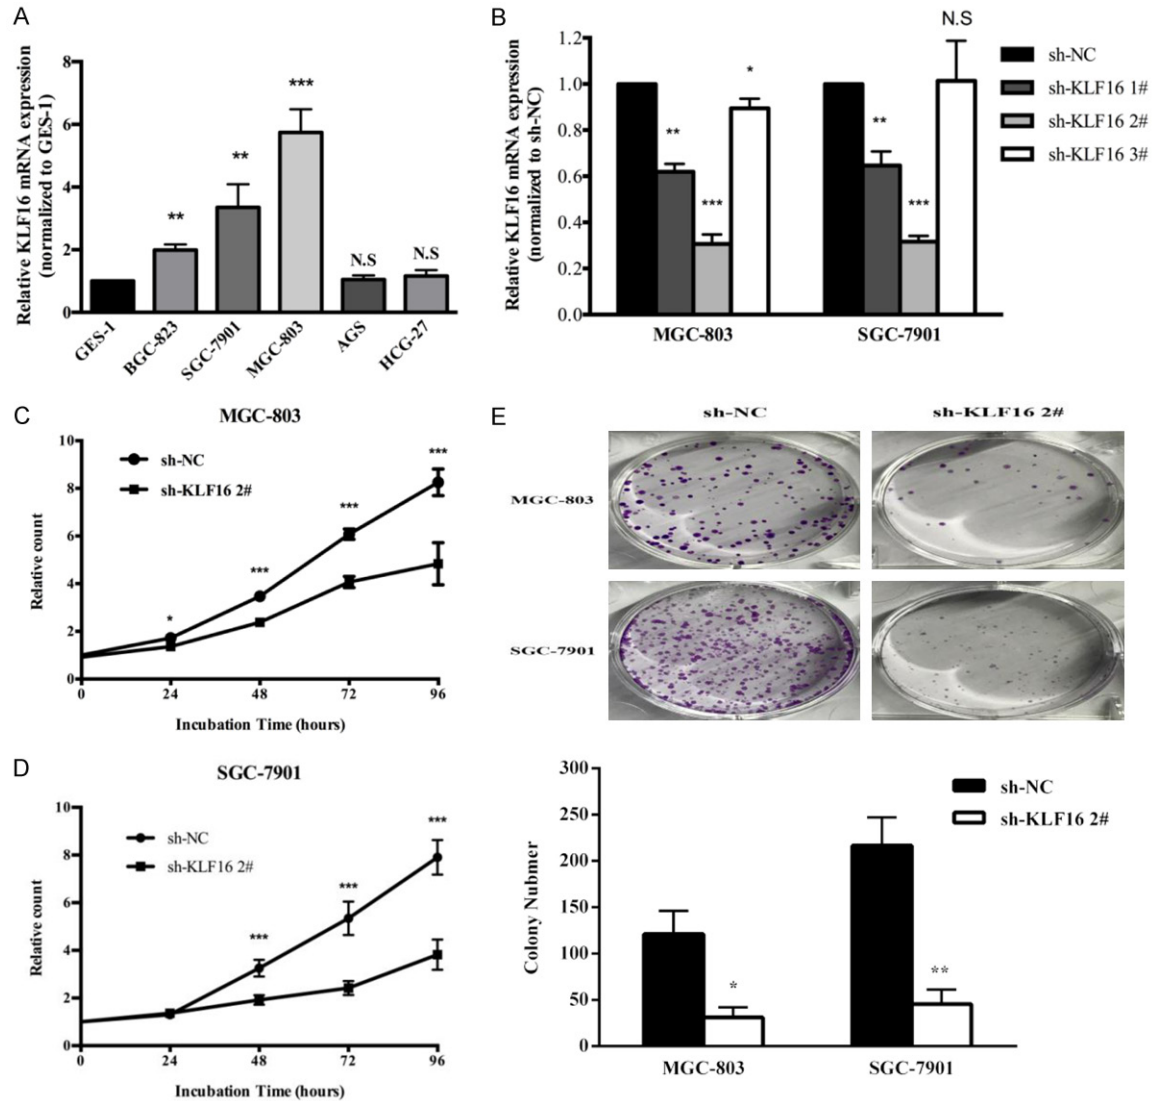 A
Relative KLF16 mRNA expression
(normalized to GES-1)
8
6
4
2
0
**
**
***
N.S
N.S
GES-1
BGC-823
SGC-7901
MGC-803
AGS
HCG-27
B
Relative KLF16 mRNA expression
(normalized to sh-NC)
1.2
1.0
0.8
0.6
0.4
0.2
0.0
**
***
*
**
***
N.S
MGC-803
SGC-7901
sh-NC
sh-KLF16 1#
sh-KLF16 2#
sh-KLF16 3#
C
MGC-803
Relative count
10
8
6
4
2
0
sh-NC
sh-KLF16 2#
*
***
***
***
0 24 48 72 96
Incubation Time (hours)
D
SGC-7901
Relative count
10
8
6
4
2
0
sh-NC
sh-KLF16 2#
***
***
***
0 24 48 72 96
Incubation Time (hours)
E
sh-NC
sh-KLF16 2#
MGC-803
SGC-7901
Colony Nubmer
300
250
200
150
100
50
0
*
**
sh-NC
sh-KLF16 2#
MGC-803
SGC-7901